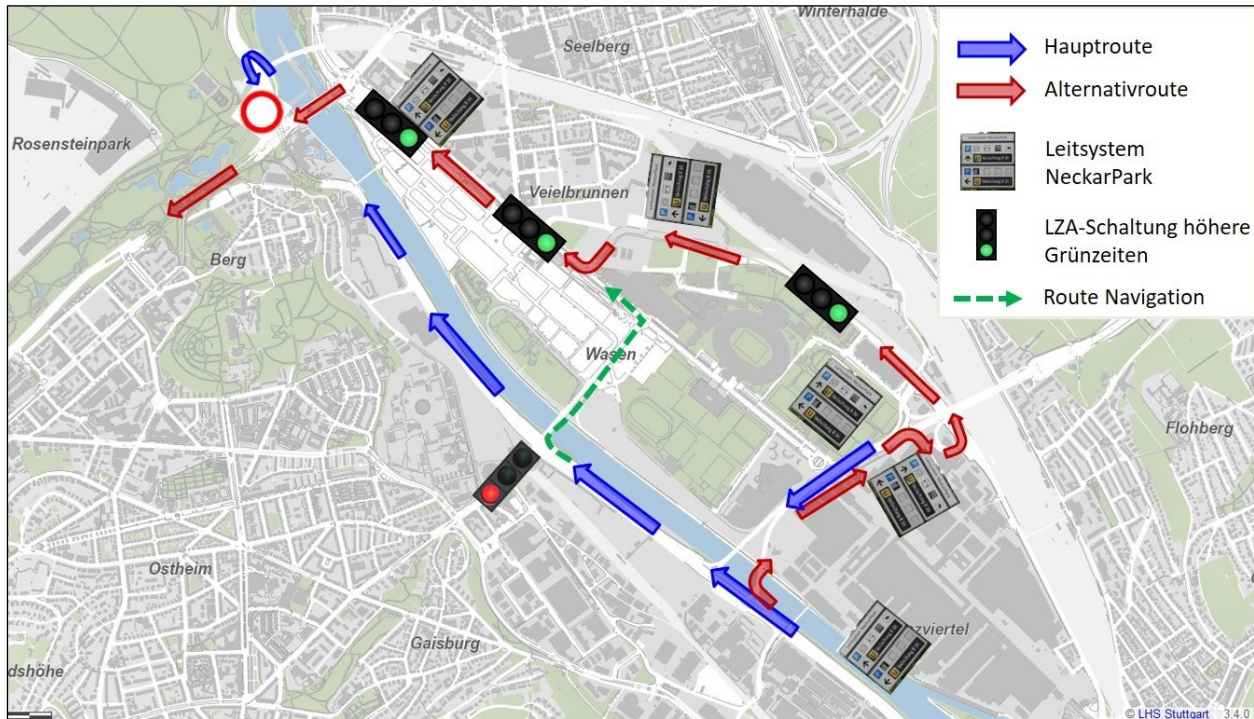 Winterhalde
Seelberg
Rosensteinpark
Veielbrunnen
Berg
Wasen
Flohberg
Ostheim
Gaisburg
zviertel
dshöhe
Hauptroute
Alternativroute
Leitsystem
NeckarPark
LZA-Schaltung höhere
Grünzeiten
Route Navigation
© LHS Stuttgart 3.4.0